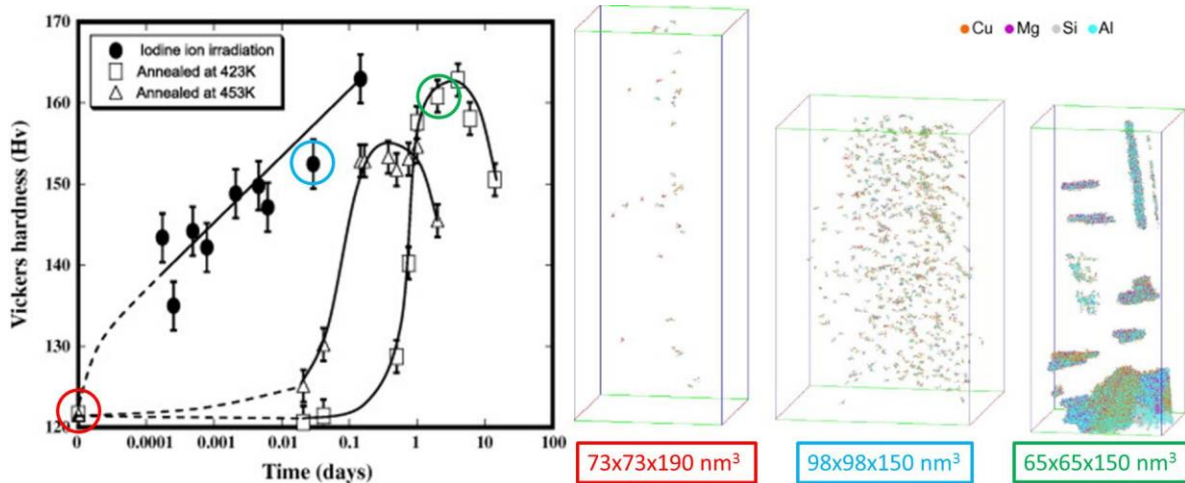 170
160
150
140
130
120
Vickers hardness (Hv)
Iodine ion irradiation
Annealed at 423K
Annealed at 453K
0 0.0001 0.001 0.01 0.1 1 10 100
Time (days)
Cu Mg Si Al
73x73x190 nm³
98x98x150 nm³
65x65x150 nm³